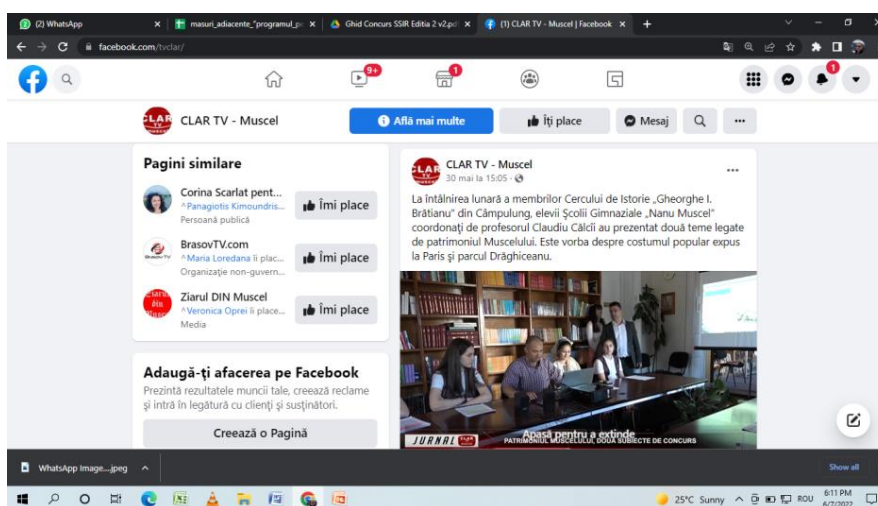 (2) WhatsApp
masuri_adiacente_"programul_pe
Ghid Concurs SSIR Editia 2 v2.pd
(1) CLAR TV - Muscel | Facebook
facebook.com/tvclar/
9+
1
1
CLAR TV - Muscel
Află mai multe
Îți place
Mesaj
Pagini similare
Corina Scarlat pent...
^Panagiotis Kimoundris...
Persoană publică
Îmi place
BrasovTV.com
^Maria Loredana îi plac...
Organizație non-guvern...
Îmi place
Ziarul DIN Muscel
^Veronica Oprei îi place...
Media
Îmi place
Adaugă-ți afacerea pe
Facebook
Prezintă rezultatele muncii tale, creează reclame
și intră în legătură cu clienți și susținători.
Creează o Pagină
CLAR TV - Muscel
30 mai la 15:05
La întâlnirea lunară a membrilor Cercului de Istorie „Gheorghe I.
Brătianu” din Câmpulung, elevii Școlii Gimnaziale „Nanu Muscel”
coordonați de profesorul Claudiu Călcîi au prezentat două teme legate
de patrimoniul Muscelului. Este vorba despre costumul popular expus
la Paris și parcul Drăghiceanu.
Apasă pentru a extinde
JURNAL
PATRIMONIUL MUSCELULUI, DOUĂ SUBIECTE DE CONCURS
WhatsApp Image....jpeg
Show all
25°C Sunny
ROU
6:11 PM
6/7/2022